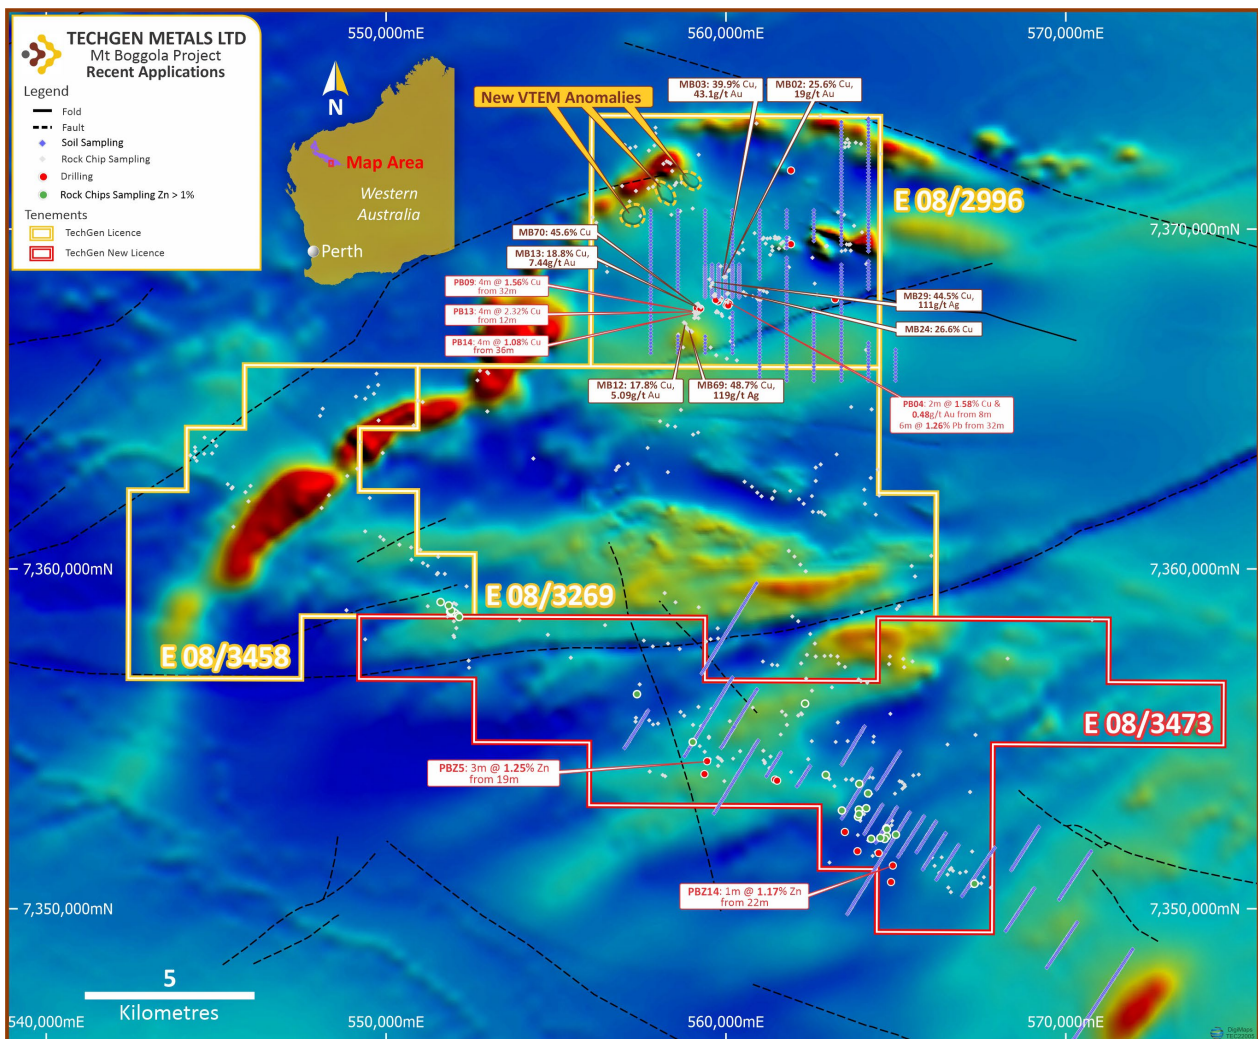 TECHGEN METALS LTD
Mt Boggola Project
Recent Applications
Legend
Fold
Fault
Soil Sampling
Rock Chip Sampling
Drilling
Rock Chips Sampling Zn > 1%
Tenements
TechGen Licence
TechGen New Licence
550,000mE
560,000mE
570,000mE
N
Map Area
Western
Australia
Perth
New VTEM Anomalies
MB03: 39.9% Cu,
43.1g/t Au
MB02: 25.6% Cu,
19g/t Au
E 08/2996
7,370,000mN
MB70: 45.6% Cu
MB13: 18.8% Cu,
7.44g/t Au
PB09: 4m @ 1.56% Cu
from 32m
PB13: 4m @ 2.32% Cu
from 12m
PB14: 4m @ 1.08% Cu
from 36m
MB29: 44.5% Cu,
111g/t Ag
MB24: 26.6% Cu
MB12: 17.8% Cu,
5.09g/t Au
MB69: 48.7% Cu,
119g/t Ag
PB04: 2m @ 1.58% Cu &
0.48g/t Au from 8m
6m @ 1.26% Pb from 32m
7,360,000mN
7,360,000mN
E 08/3269
E 08/3458
E 08/3473
PBZ5: 3m @ 1.25% Zn
from 19m
PBZ14: 1m @ 1.17% Zn
from 22m
7,350,000mN
7,350,000mN
5
Kilometres
540,000mE
550,000mE
560,000mE
570,000mE
DigiMaps